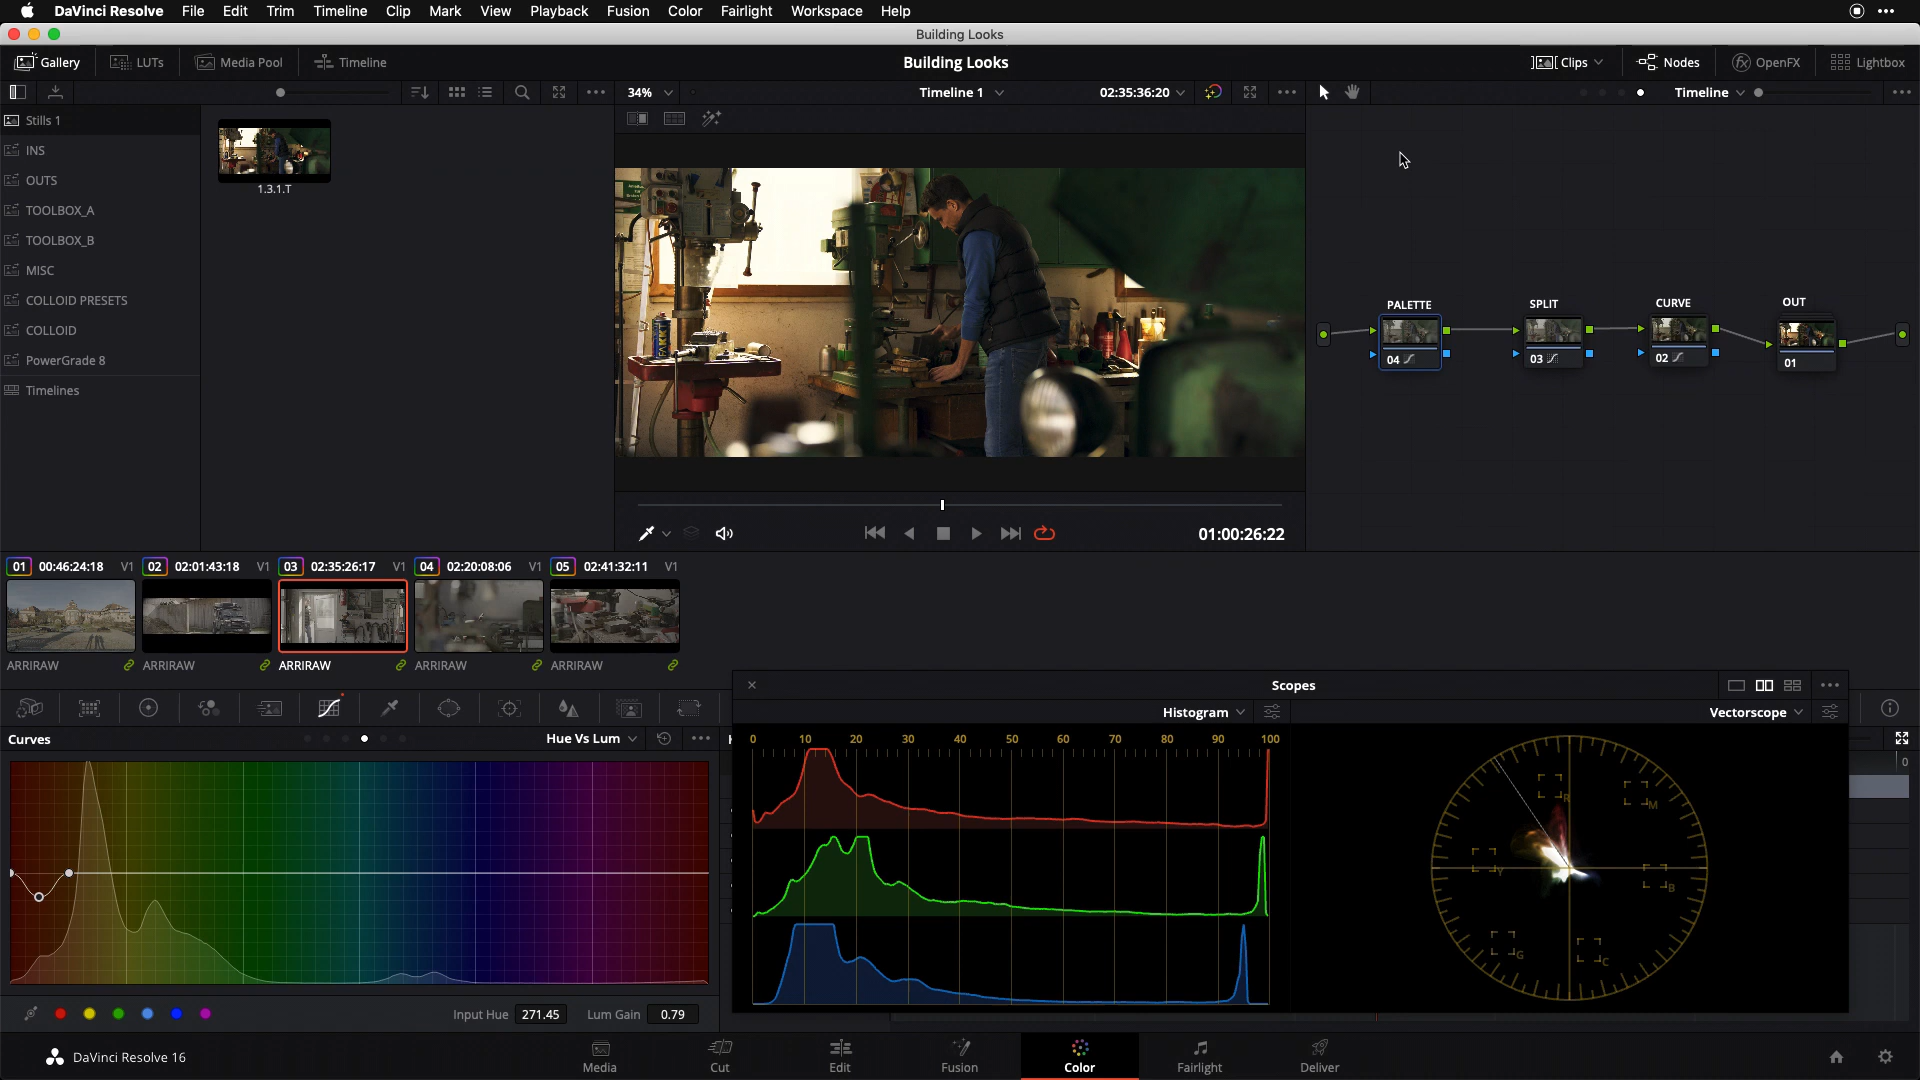 DaVinci Resolve File Edit Trim Timeline Clip Mark View Playback Fusion Color Fairlight Workspace Help
Building Looks
Gallery LUTs Media Pool Timeline Building Looks Clips Nodes OpenFX Lightbox
34% Timeline 1 02:35:36:20 Timeline
Stills 1
INS
OUTS
TOOLBOX_A
TOOLBOX_B
MISC
COLLOID PRESETS
COLLOID
PowerGrade 8
Timelines
1.3.1.T
PALETTE SPLIT CURVE OUT
04 03 02 01
01:00:26:22
01 00:46:24:18 V1 02 02:01:43:18 V1 03 02:35:26:17 V1 04 02:20:08:06 V1 05 02:41:32:11 V1
ARRIRAW ARRIRAW ARRIRAW ARRIRAW ARRIRAW
Scopes
Histogram Vectorscope
Curves Hue Vs Lum
0 10 20 30 40 50 60 70 80 90 100
R M
Y B
G C
0
Input Hue 271.45 Lum Gain 0.79
DaVinci Resolve 16 Media Cut Edit Fusion Color Fairlight Deliver